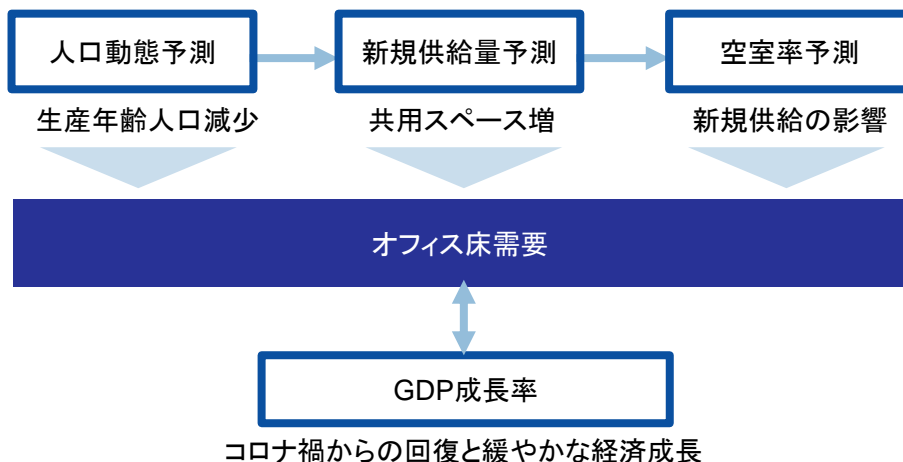 人口動態予測
新規供給量予測
空室率予測
生産年齢人口減少
共用スペース増
新規供給の影響
オフィス床需要
GDP成長率
コロナ禍からの回復と緩やかな経済成長